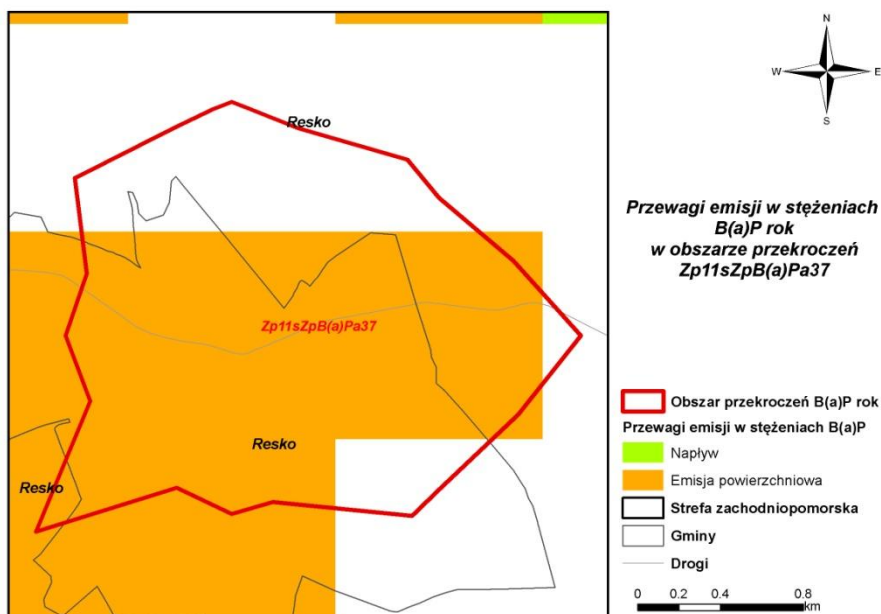 Resko
Zp11sZpB(a)Pa37
Resko
Resko
N
W
E
S
Przewagi emisji w stężeniach
B(a)P rok
w obszarze przekroczeń
Zp11sZpB(a)Pa37
Obszar przekroczeń B(a)P rok
Przewagi emisji w stężeniach B(a)P
Napływ
Emisja powierzchniowa
Strefa zachodniopomorska
Gminy
Drogi
0 0.2 0.4 0.8
km